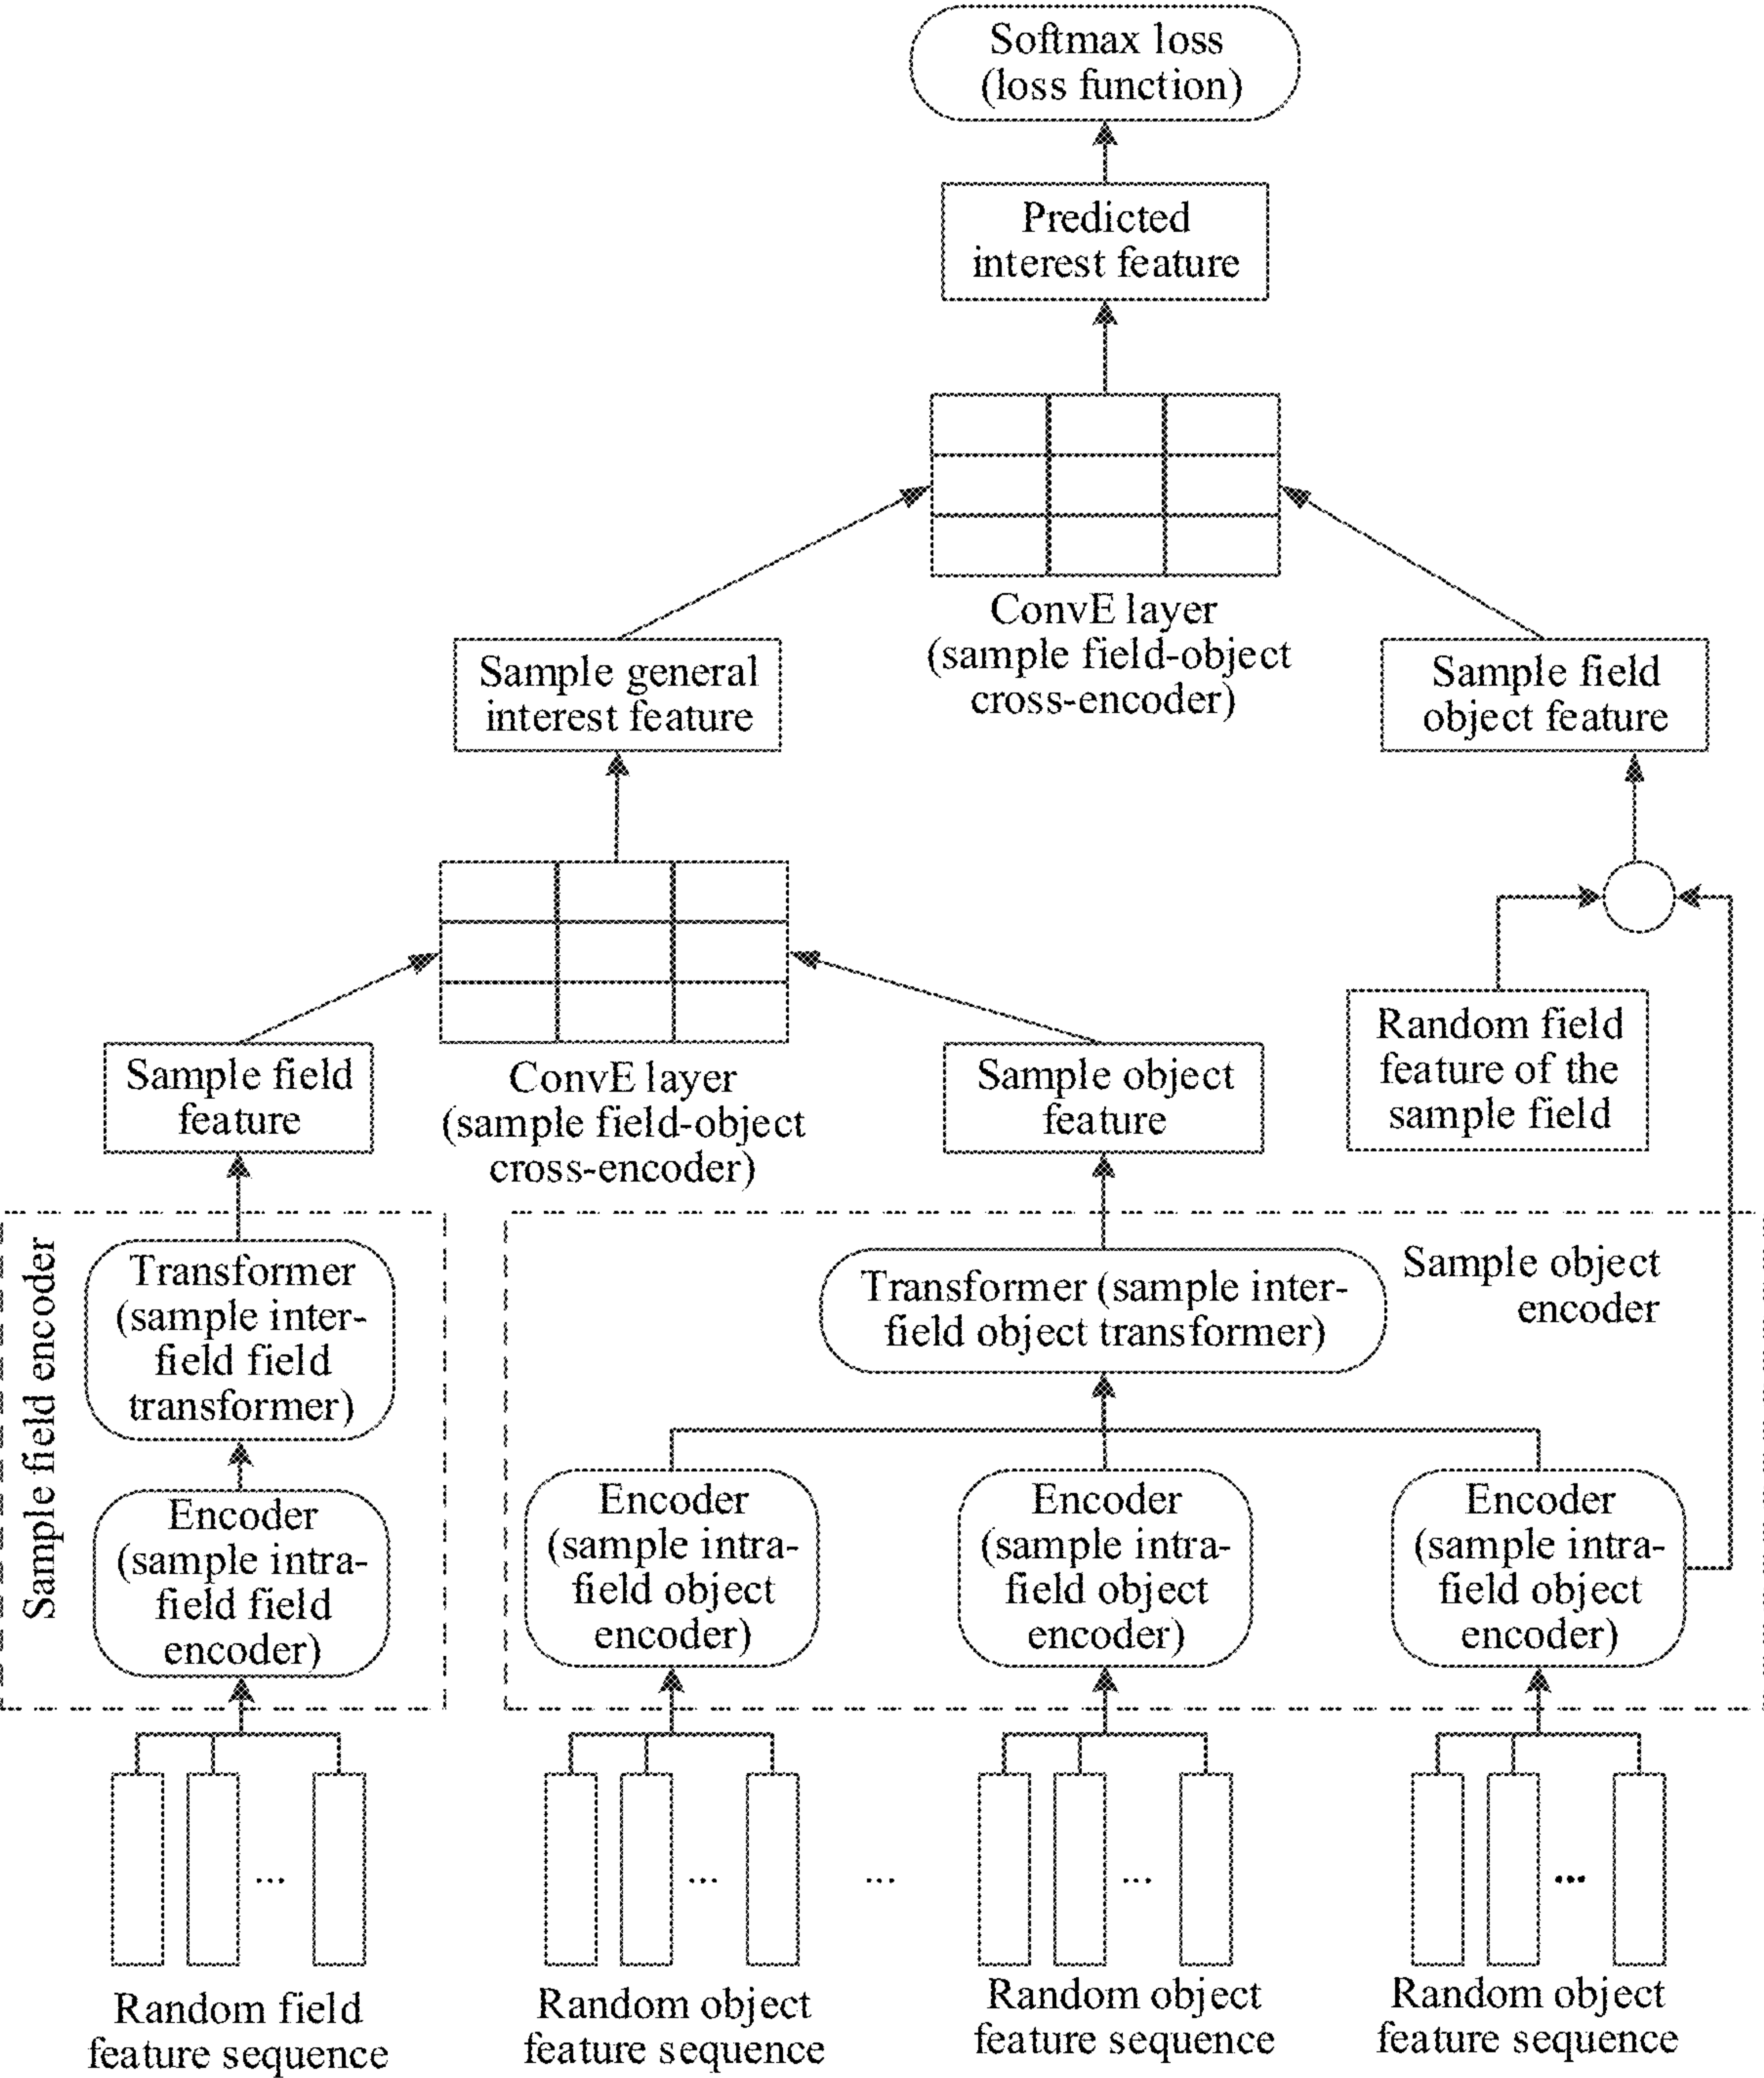 Softmax loss
(loss function)
Predicted
interest feature
ConvE layer
(sample field-object
cross-encoder)
Sample general
interest feature
Sample field
object feature
Random field
feature of the
sample field
Sample field
feature
ConvE layer
(sample field-object
cross-encoder)
Sample object
feature
Sample field encoder
Transformer
(sample inter-
field field
transformer)
Transformer (sample inter-
field object transformer)
Sample object
encoder
Encoder
(sample intra-
field field
encoder)
Encoder
(sample intra-
field object
encoder)
Encoder
(sample intra-
field object
encoder)
Encoder
(sample intra-
field object
encoder)
...
...
...
...
...
Random field
feature sequence
Random object
feature sequence
Random object
feature sequence
Random object
feature sequence